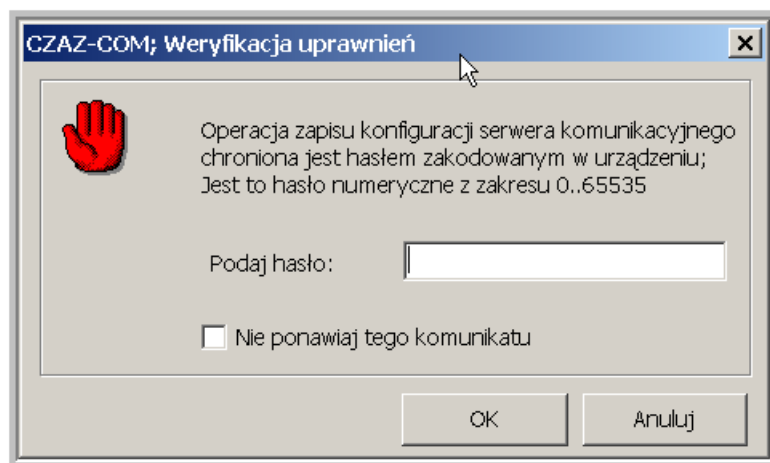 CZAZ-COM; Weryfikacja uprawnień
Operacja zapisu konfiguracji serwera komunikacyjnego
chroniona jest hasłem zakodowanym w urządzeniu;
Jest to hasło numeryczne z zakresu 0..65535
Podaj hasło:
Nie ponawiaj tego komunikatu
OK
Anuluj